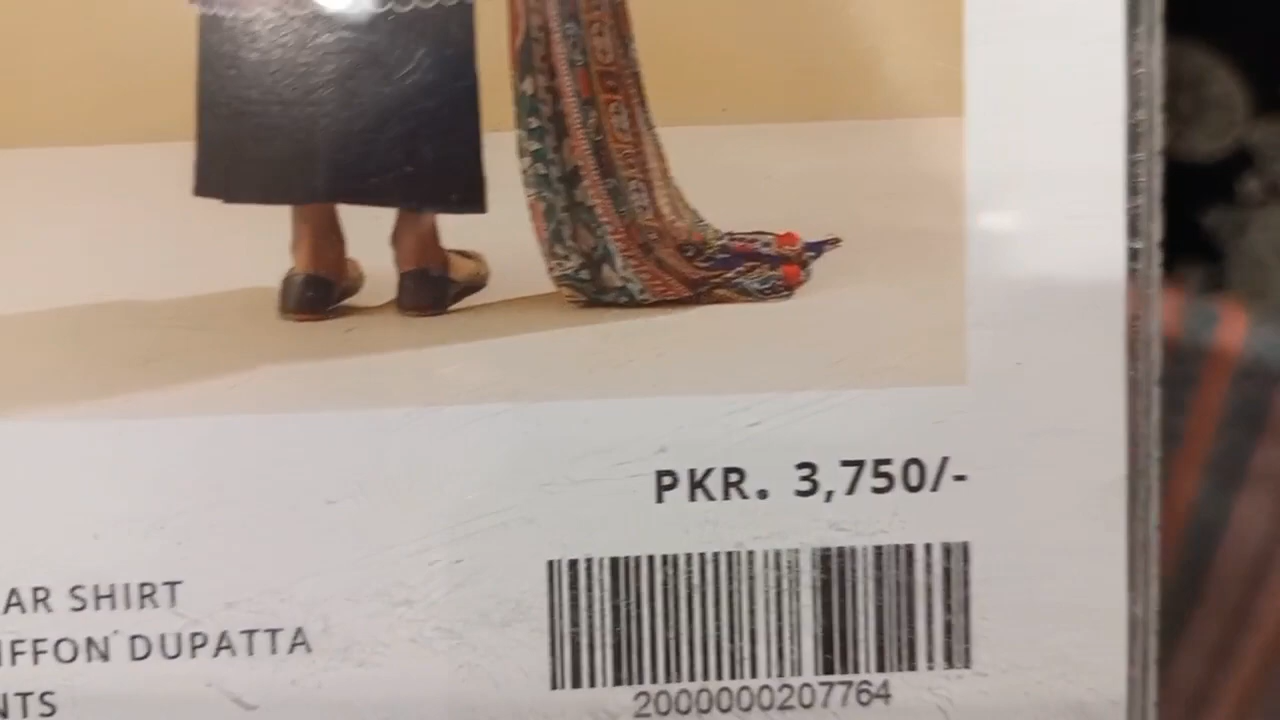 PKR. 3,750/-
AR SHIRT
IFFON DUPATTA
NTS
2000000207764